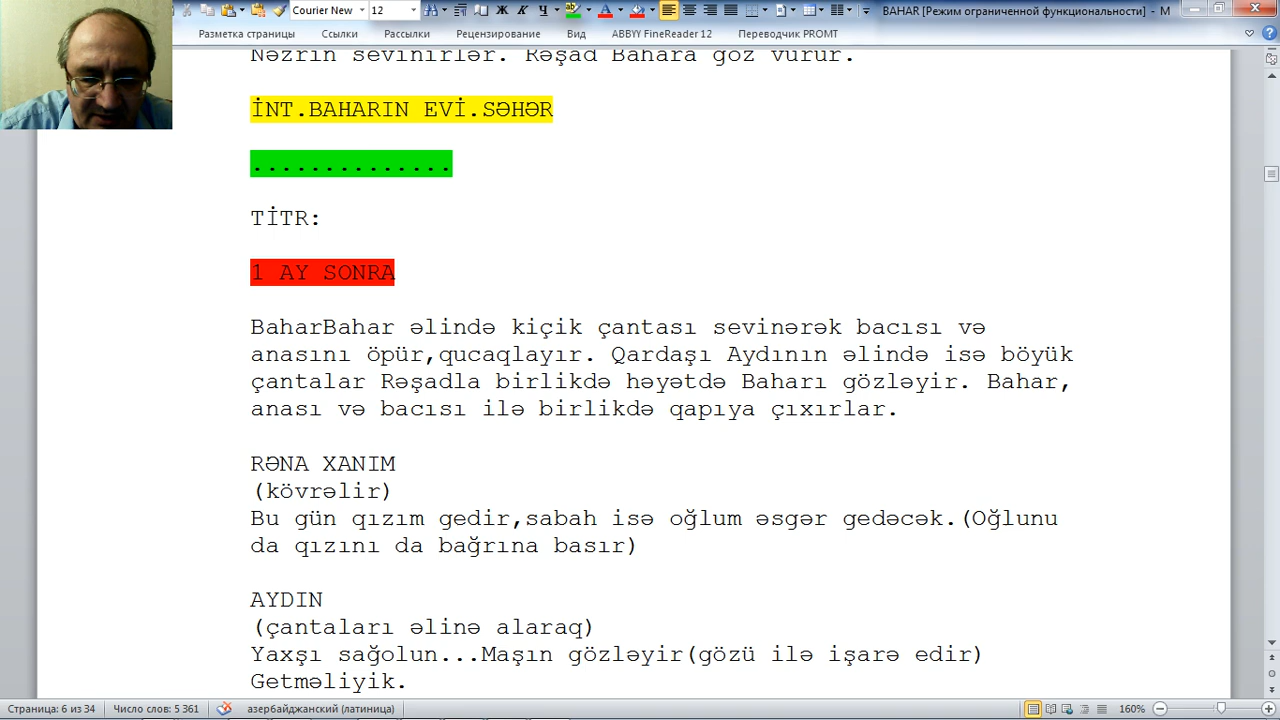 Courier New
12
BAHAR [Режим ограниченной функциональности] - M
Разметка страницы
Ссылки
Рассылки
Рецензирование
Вид
ABBYY FineReader 12
Переводчик PROMT
Nəzrin sevinirlər. Rəşad Bahara göz vurur.
İNT.BAHARIN EVİ.SƏHƏR
..............
TİTR:
1 AY SONRA
BaharBahar əlində kiçik çantası sevinərək bacısı və
anasını öpür,qucaqlayır. Qardaşı Aydının əlində isə böyük
çantalar Rəşadla birlikdə həyətdə Baharı gözləyir. Bahar,
anası və bacısı ilə birlikdə qapıya çıxırlar.
RƏNA XANIM
(kövrəlir)
Bu gün qızım gedir,sabah isə oğlum əsgər gedəcək.(Oğlunu
da qızını da bağrına basır)
AYDIN
(çantaları əlinə alaraq)
Yaxşı sağolun...Maşın gözləyir(gözü ilə işarə edir)
Getməliyik.
Страница: 6 из 34
Число слов: 5 361
азербайджанский (латиница)
160%